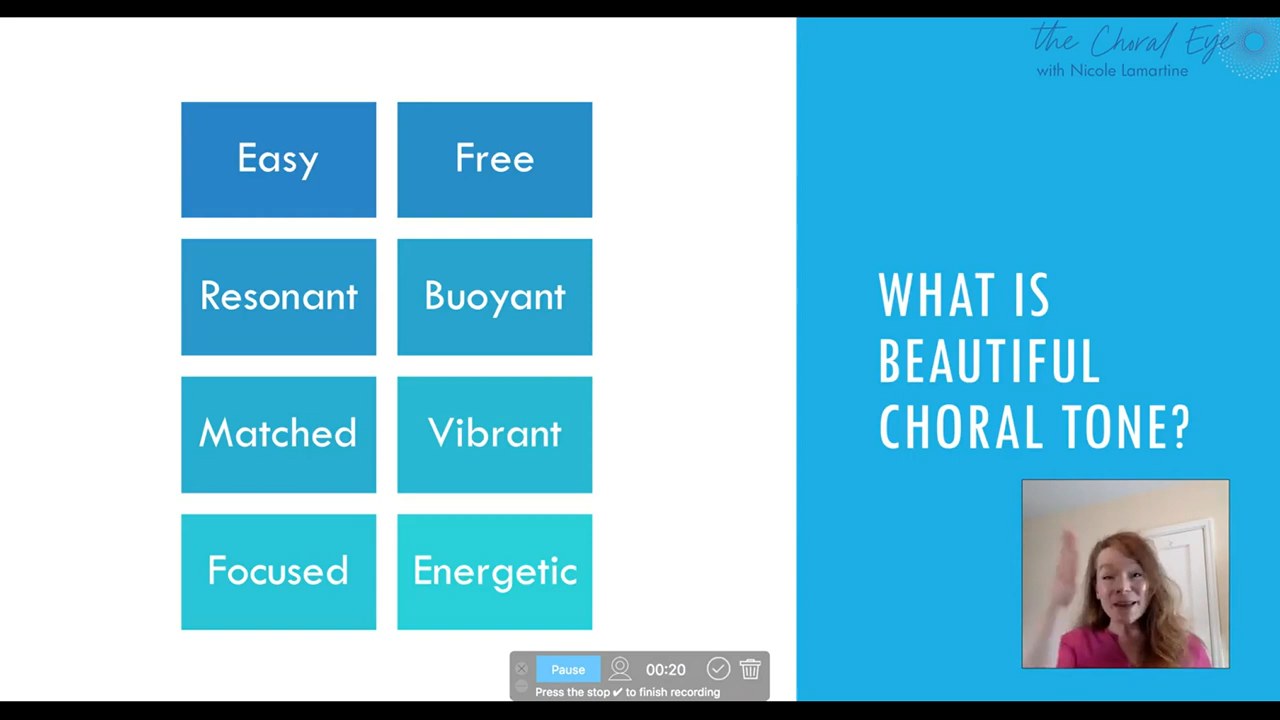 the Choral Eye
with Nicole Lamartine
Easy
Free
Resonant
Buoyant
Matched
Vibrant
Focused
Energetic
WHAT IS
BEAUTIFUL
CHORAL TONE?
Pause
00:20
Press the stop ✔ to finish recording